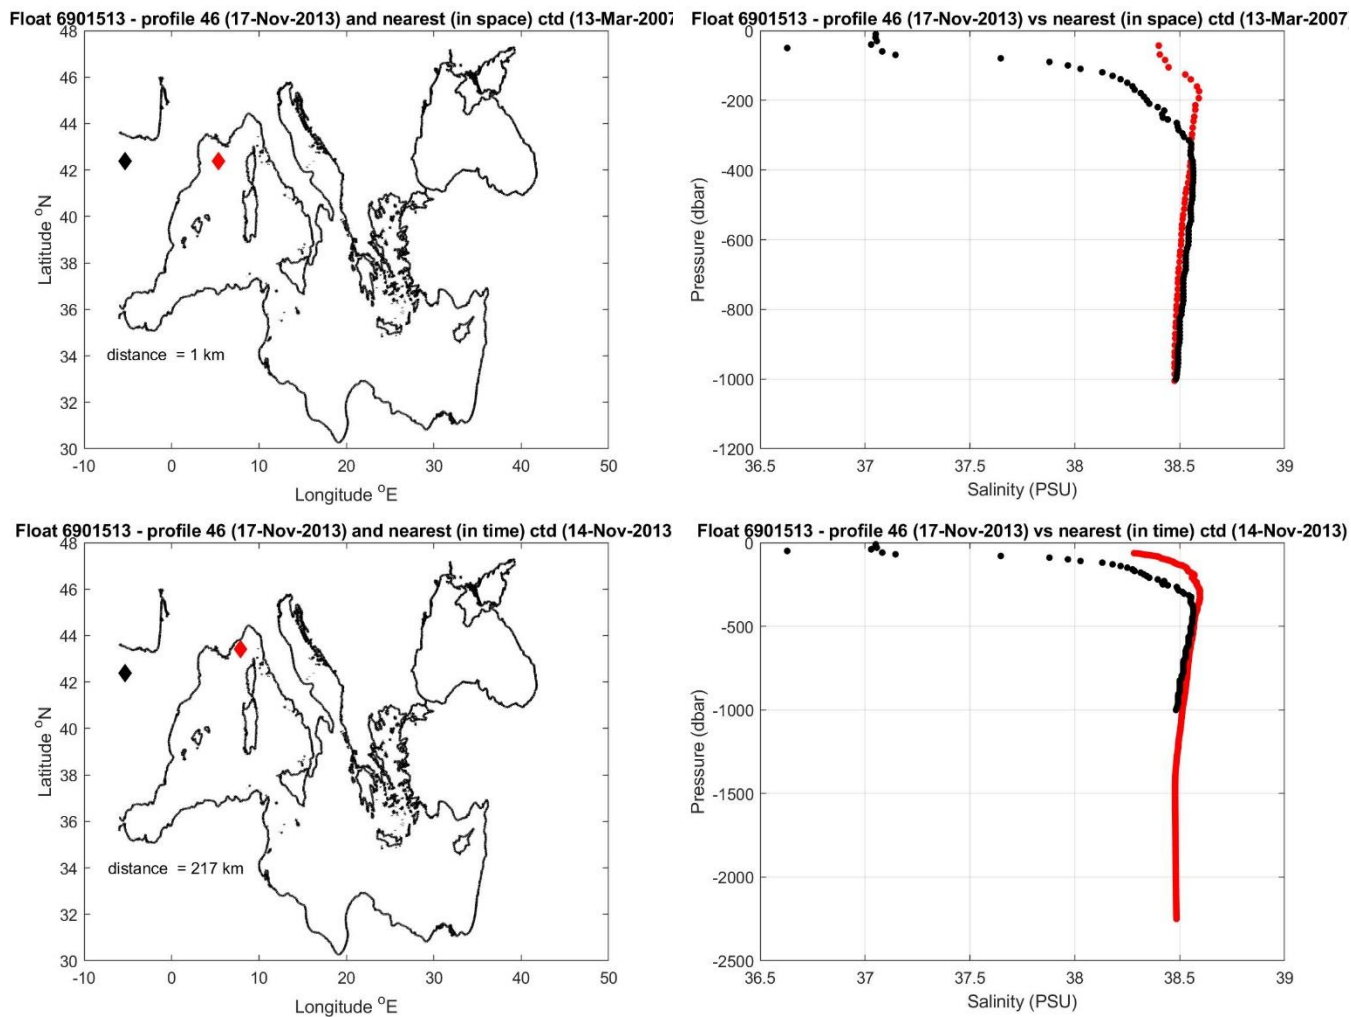 Float 6901513 - profile 46 (17-Nov-2013) and nearest (in space) ctd (13-Mar-2007
48
46
44
42
40
38
36
34
32
30
Latitude °N
distance = 1 km
-10 0 10 20 30 40 50
Longitude °E
Float 6901513 - profile 46 (17-Nov-2013) vs nearest (in space) ctd (13-Mar-2007)
0
-200
-400
-600
-800
-1000
-1200
Pressure (dbar)
36.5 37 37.5 38 38.5 39
Salinity (PSU)
Float 6901513 - profile 46 (17-Nov-2013) and nearest (in time) ctd (14-Nov-2013
48
46
44
42
40
38
36
34
32
30
Latitude °N
distance = 217 km
-10 0 10 20 30 40 50
Longitude °E
Float 6901513 - profile 46 (17-Nov-2013) vs nearest (in time) ctd (14-Nov-2013)
0
-500
-1000
-1500
-2000
-2500
Pressure (dbar)
36.5 37 37.5 38 38.5 39
Salinity (PSU)